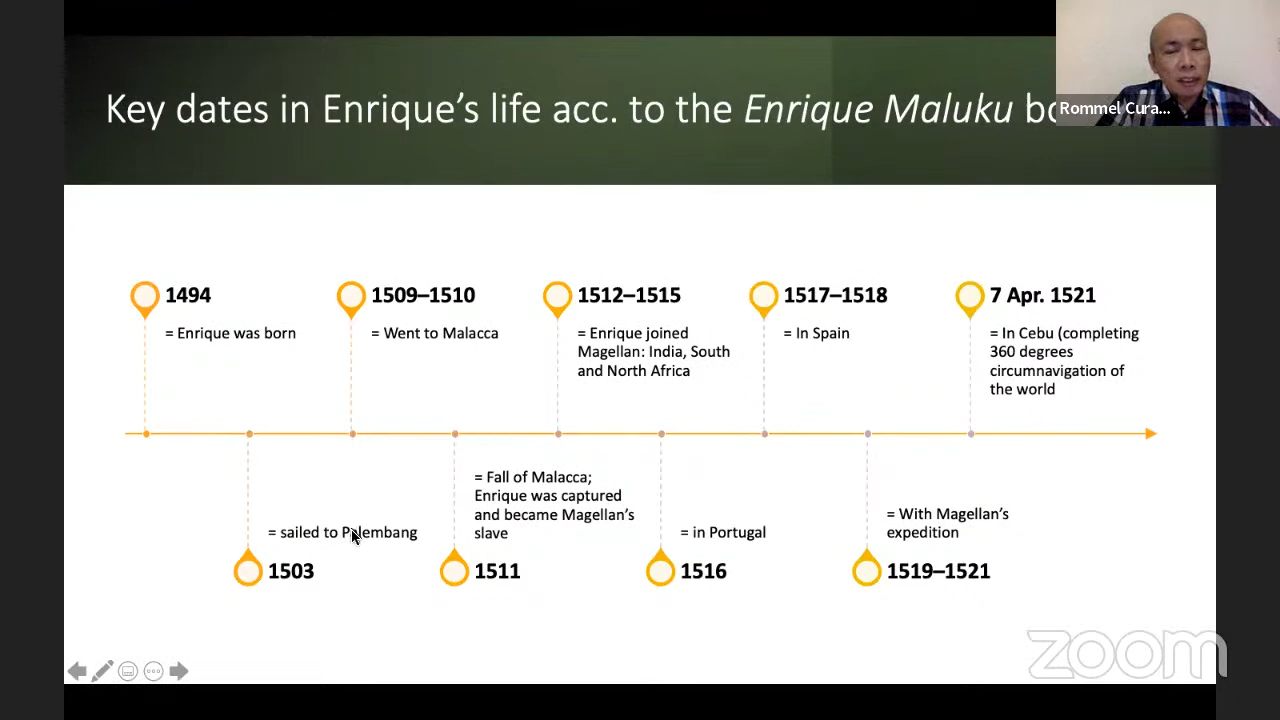 Key dates in Enrique's life acc. to the Enrique Maluku
Rommel Cura...
1494
= Enrique was born
1509–1510
= Went to Malacca
1512–1515
= Enrique joined
Magellan: India, South
and North Africa
1517–1518
= In Spain
7 Apr. 1521
= In Cebu (completing
360 degrees
circumnavigation of
the world
= sailed to Palembang
1503
= Fall of Malacca;
Enrique was captured
and became Magellan's
slave
1511
= in Portugal
1516
= With Magellan's
expedition
1519–1521
zoom